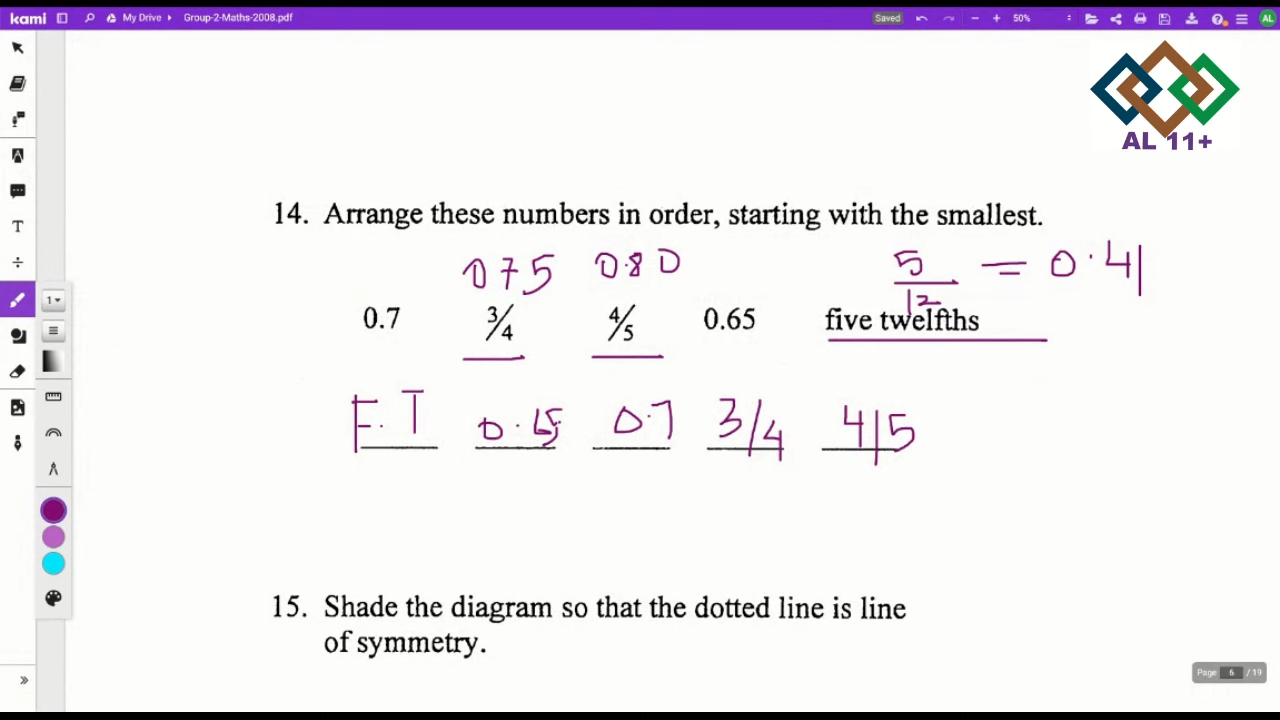 kami My Drive Group-2-Maths-2008.pdf Saved 50% AL
AL 11+
14. Arrange these numbers in order, starting with the smallest.
0.75 0.80 5/12 = 0.41
0.7 3/4 4/5 0.65 five twelfths
F.T 0.65 0.7 3/4 4/5
15. Shade the diagram so that the dotted line is line
of symmetry.
Page 6 / 19